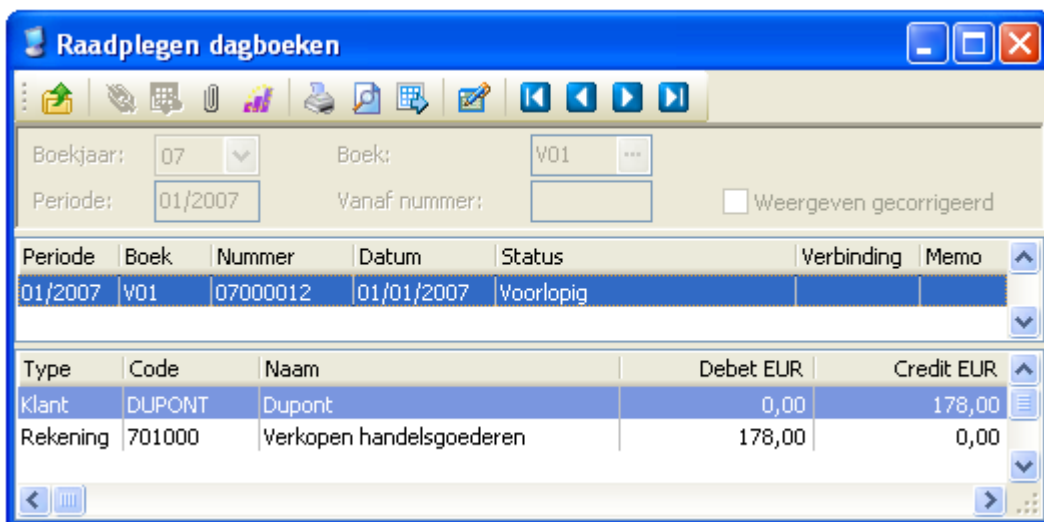 Raadplegen dagboeken
Boekjaar: 07 Boek: V01
Periode: 01/2007 Vanaf nummer: Weergeven gecorrigeerd
Periode Boek Nummer Datum Status Verbinding Memo
01/2007 V01 07000012 01/01/2007 Voorlopig
Type Code Naam Debet EUR Credit EUR
Klant DUPONT Dupont 0,00 178,00
Rekening 701000 Verkopen handelsgoederen 178,00 0,00